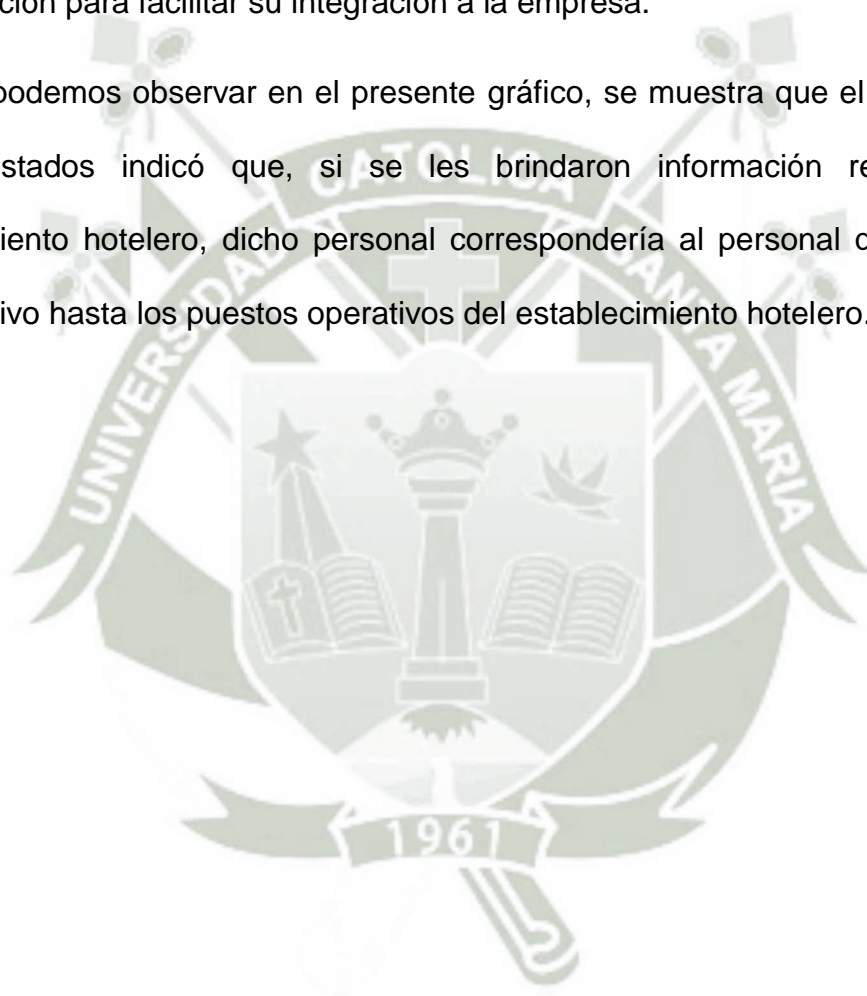 ción para facilitar su integración a la empresa.
podemos observar en el presente gráfico, se muestra que el
stados indicó que, si se les brindaron información re
iento hotelero, dicho personal correspondería al personal
ivo hasta los puestos operativos del establecimiento hotelero.
UNIVERSIDAD CATOLICA SANTA MARIA
1961